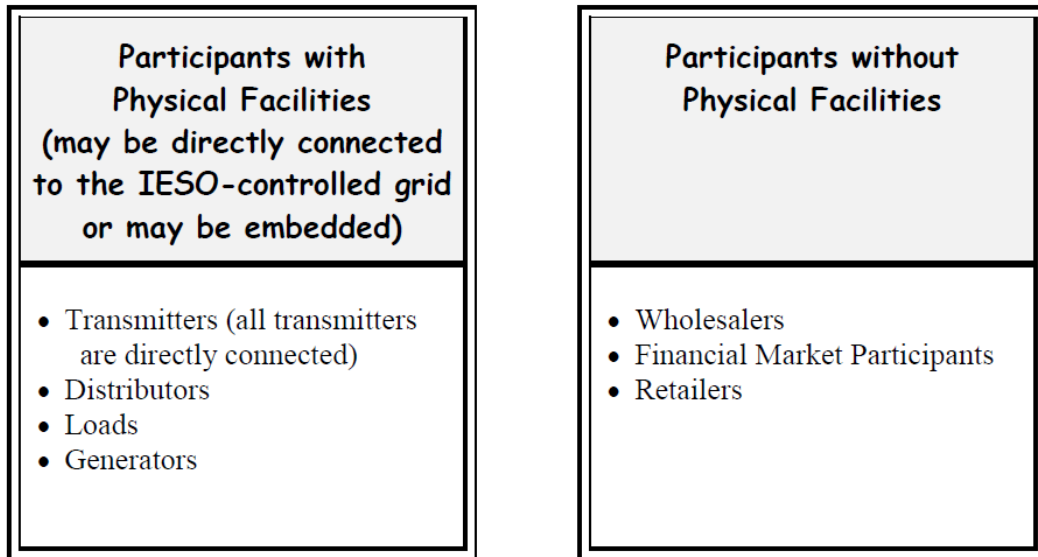 Participants with
Physical Facilities
(may be directly connected
to the IESO-controlled grid
or may be embedded)
• Transmitters (all transmitters
are directly connected)
• Distributors
• Loads
• Generators
Participants without
Physical Facilities
• Wholesalers
• Financial Market Participants
• Retailers